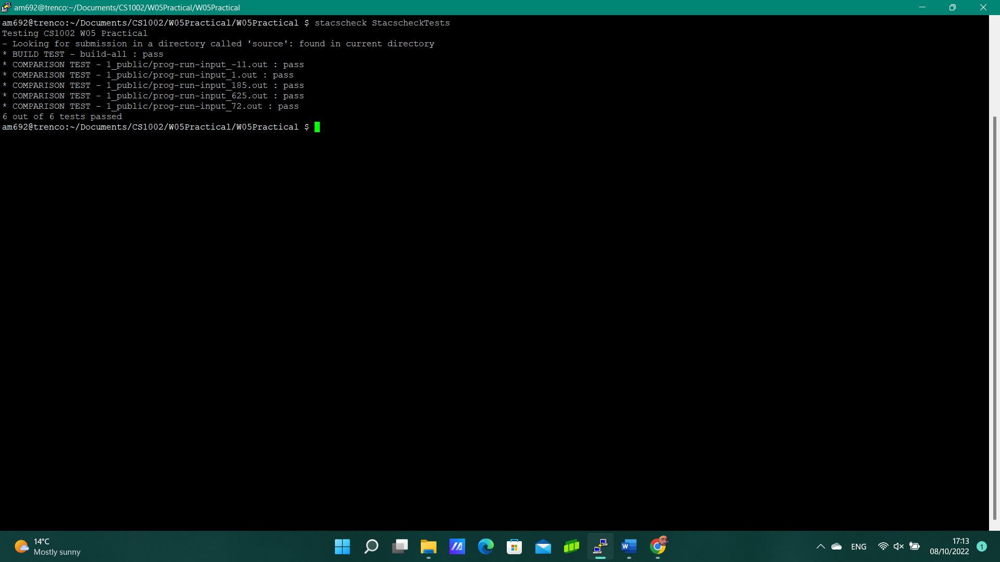 am692@trenco:~/Documents/CS1002/W05Practical/W05Practical
am692@trenco:~/Documents/CS1002/W05Practical/W05Practical $ stacscheck StacscheckTests
Testing CS1002 W05 Practical
- Looking for submission in a directory called 'source': found in current directory
* BUILD TEST - build-all : pass
* COMPARISON TEST - 1_public/prog-run-input_-11.out : pass
* COMPARISON TEST - 1_public/prog-run-input_1.out : pass
* COMPARISON TEST - 1_public/prog-run-input_185.out : pass
* COMPARISON TEST - 1_public/prog-run-input_625.out : pass
* COMPARISON TEST - 1_public/prog-run-input_72.out : pass
6 out of 6 tests passed
am692@trenco:~/Documents/CS1002/W05Practical/W05Practical $
14°C
Mostly sunny
W
ENG
17:13
08/10/2022
1